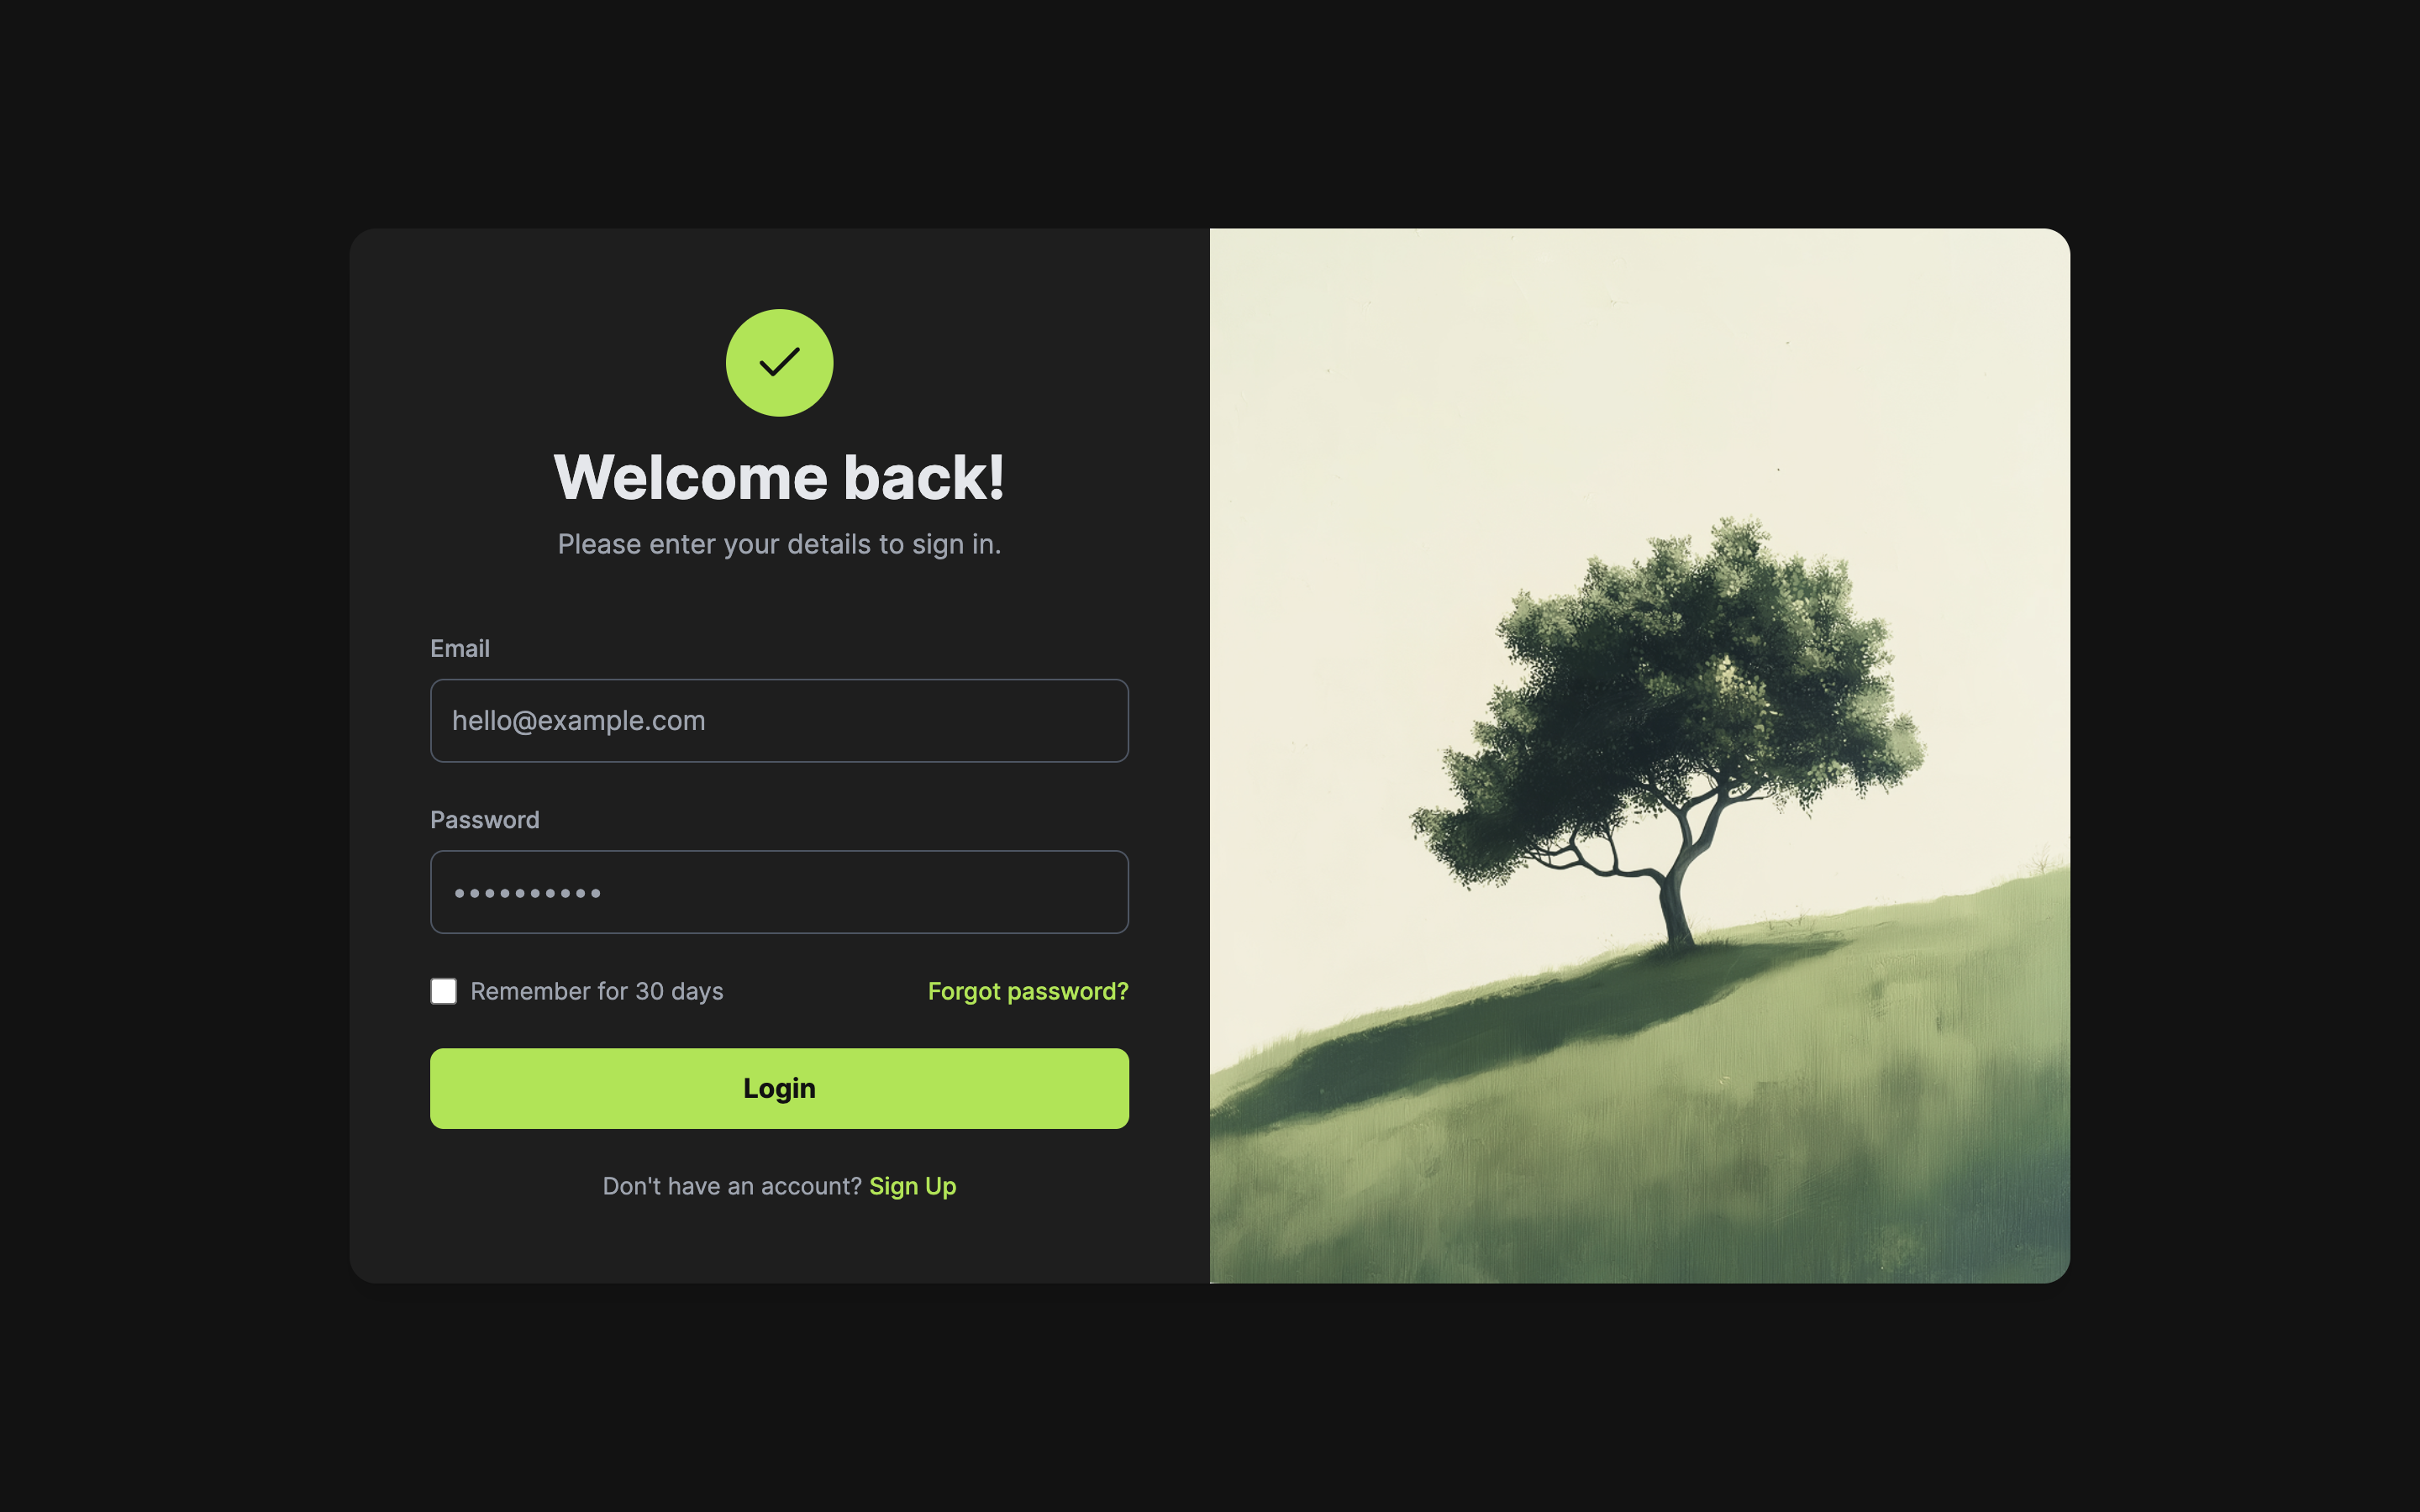 Welcome back!
Please enter your details to sign in.
Email
hello@example.com
Password
••••••••••
Remember for 30 days
Forgot password?
Login
Don't have an account? Sign Up